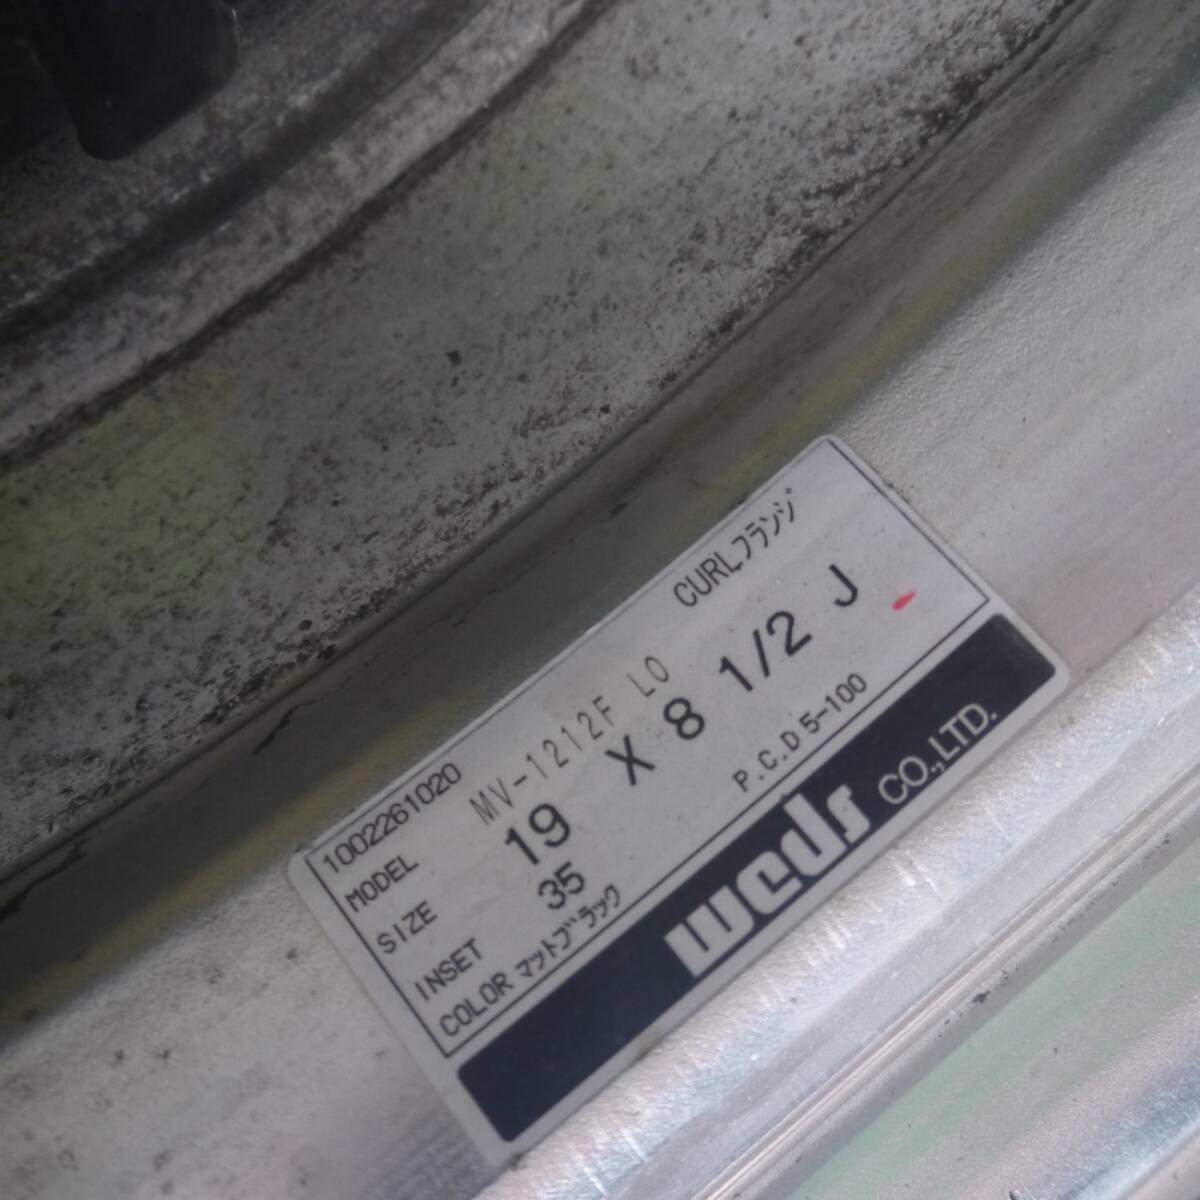 1002261020
MODEL MV-1212F LO CURLフランジ
SIZE 19 X 8 1/2 J
INSET 35 P.C.D 5-100
COLOR マットブラック
weds CO.,LTD.